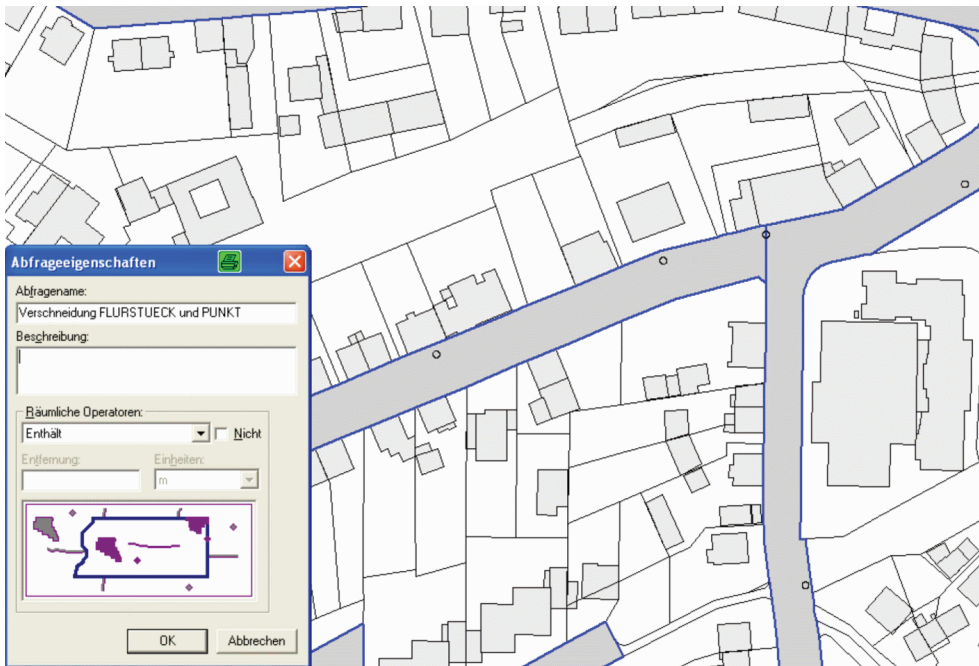 Abfrageeigenschaften
Abfragename:
Verschneidung FLURSTUECK und PUNKT
Beschreibung:
Räumliche Operatoren:
Enthält
Nicht
Entfernung:
Einheiten:
m
OK
Abbrechen